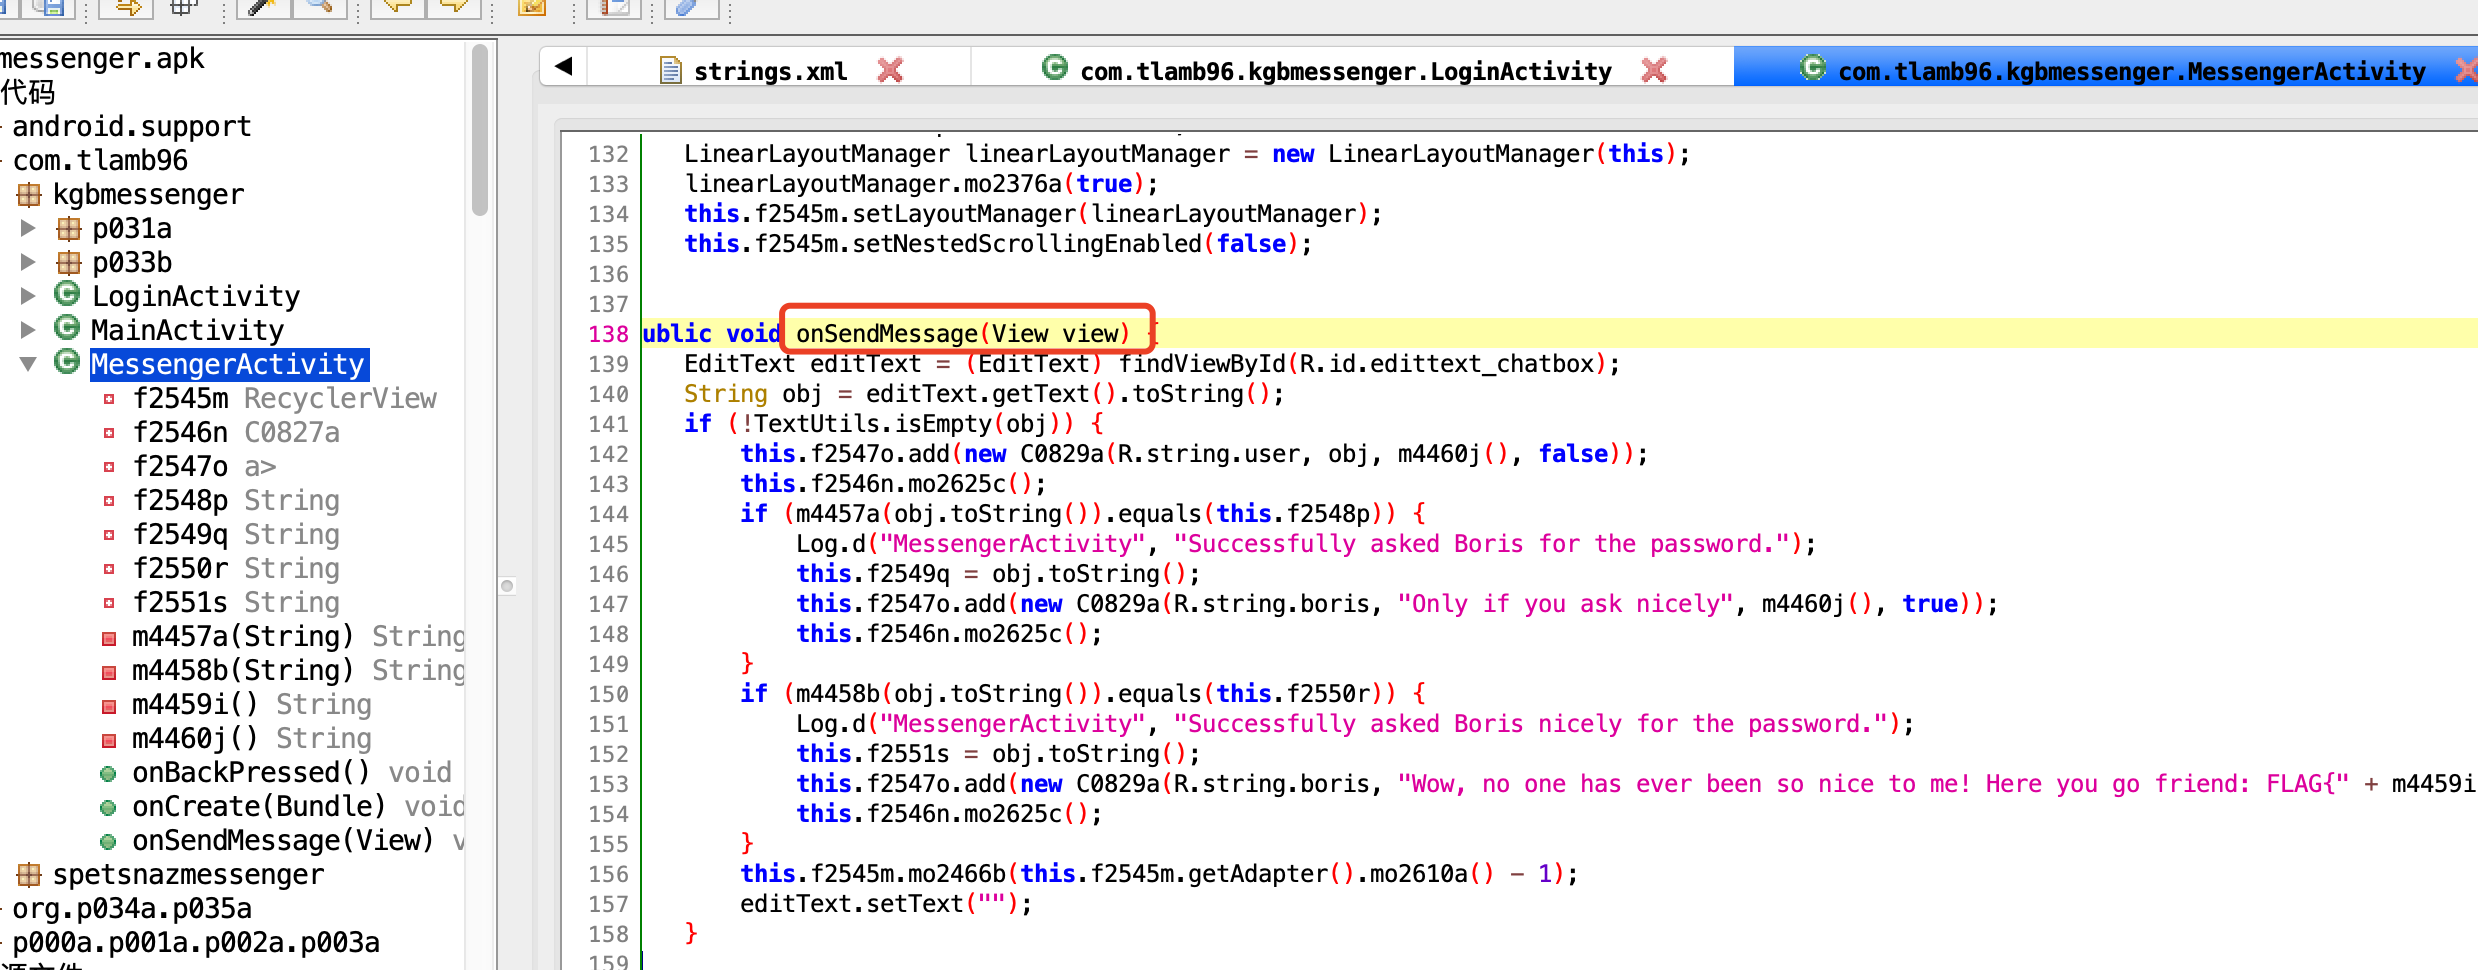 messenger.apk
代码
android.support
com.tlamb96
kgbmessenger
p031a
p033b
LoginActivity
MainActivity
MessengerActivity
f2545m RecyclerView
f2546n C0827a
f2547o a>
f2548p String
f2549q String
f2550r String
f2551s String
m4457a(String) String
m4458b(String) String
m4459i() String
m4460j() String
onBackPressed() void
onCreate(Bundle) void
onSendMessage(View) v
spetsnazmessenger
org.p034a.p035a
p000a.p001a.p002a.p003a
源文件
strings.xml
com.tlamb96.kgbmessenger.LoginActivity
com.tlamb96.kgbmessenger.MessengerActivity
132 LinearLayoutManager linearLayoutManager = new LinearLayoutManager(this);
133 linearLayoutManager.mo2376a(true);
134 this.f2545m.setLayoutManager(linearLayoutManager);
135 this.f2545m.setNestedScrollingEnabled(false);
136
137
138 ublic void onSendMessage(View view) {
139 EditText editText = (EditText) findViewById(R.id.edittext_chatbox);
140 String obj = editText.getText().toString();
141 if (!TextUtils.isEmpty(obj)) {
142 this.f2547o.add(new C0829a(R.string.user, obj, m4460j(), false));
143 this.f2546n.mo2625c();
144 if (m4457a(obj.toString()).equals(this.f2548p)) {
145 Log.d("MessengerActivity", "Successfully asked Boris for the password.");
146 this.f2549q = obj.toString();
147 this.f2547o.add(new C0829a(R.string.boris, "Only if you ask nicely", m4460j(), true));
148 this.f2546n.mo2625c();
149 }
150 if (m4458b(obj.toString()).equals(this.f2550r)) {
151 Log.d("MessengerActivity", "Successfully asked Boris nicely for the password.");
152 this.f2551s = obj.toString();
153 this.f2547o.add(new C0829a(R.string.boris, "Wow, no one has ever been so nice to me! Here you go friend: FLAG{" + m4459i
154 this.f2546n.mo2625c();
155 }
156 this.f2545m.mo2466b(this.f2545m.getAdapter().mo2610a() - 1);
157 editText.setText("");
158 }
159